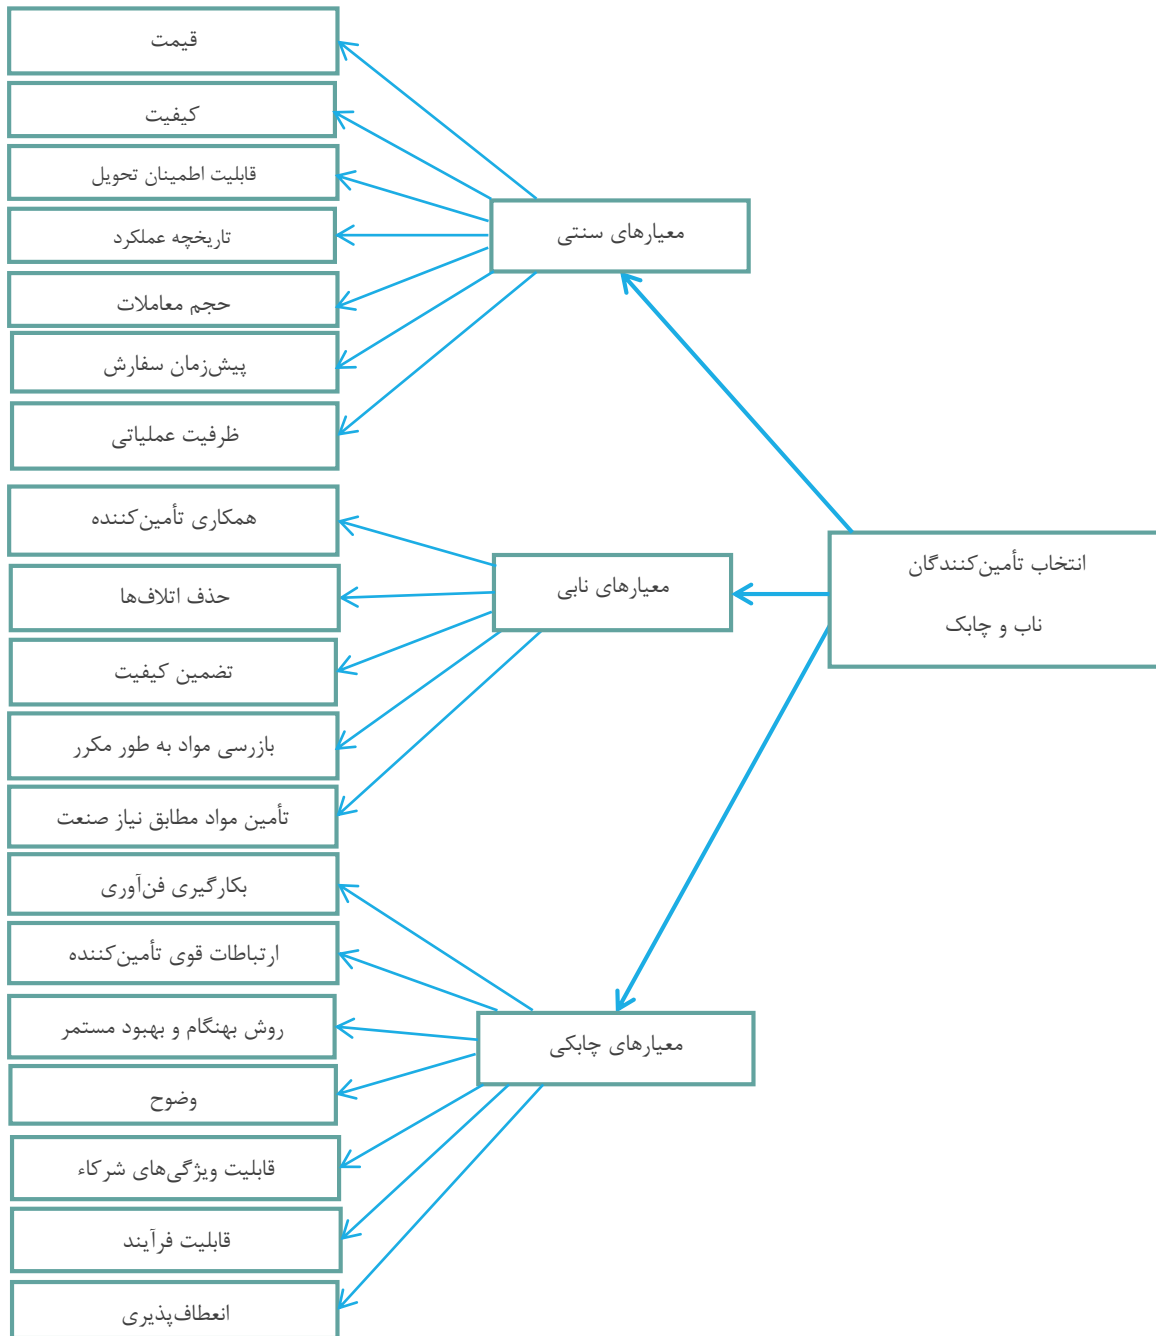 انتخاب تأمین‌کنندگان
ناب و چابک
معیارهای سنتی
قیمت
کیفیت
قابلیت اطمینان تحویل
تاریخچه عملکرد
حجم معاملات
پیش‌زمان سفارش
ظرفیت عملیاتی
معیارهای نابی
همکاری تأمین‌کننده
حذف اتلاف‌ها
تضمین کیفیت
بازرسی مواد به طور مکرر
تأمین مواد مطابق نیاز صنعت
معیارهای چابکی
بکارگیری فن‌آوری
ارتباطات قوی تأمین‌کننده
روش بهنگام و بهبود مستمر
وضوح
قابلیت ویژگی‌های شرکاء
قابلیت فرآیند
انعطاف‌پذیری